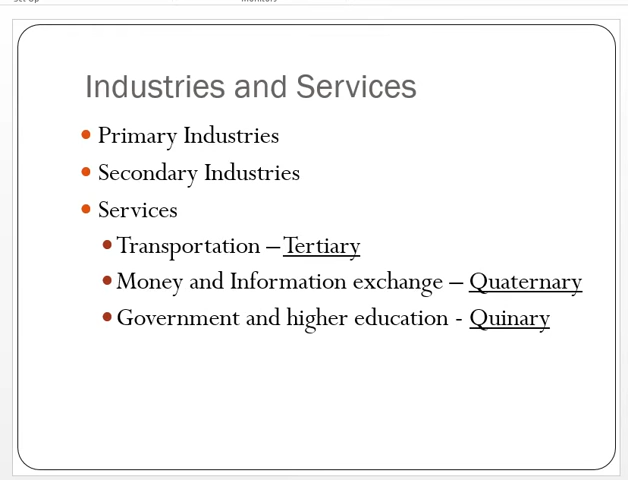 Industries and Services
Primary Industries
Secondary Industries
Services
Transportation – Tertiary
Money and Information exchange – Quaternary
Government and higher education - Quinary